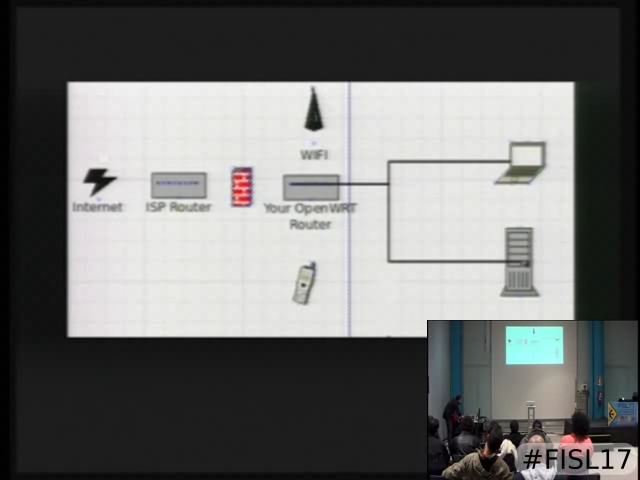 WIFI
Internet
ISP Router
Your OpenWRT
Router
#FISL17